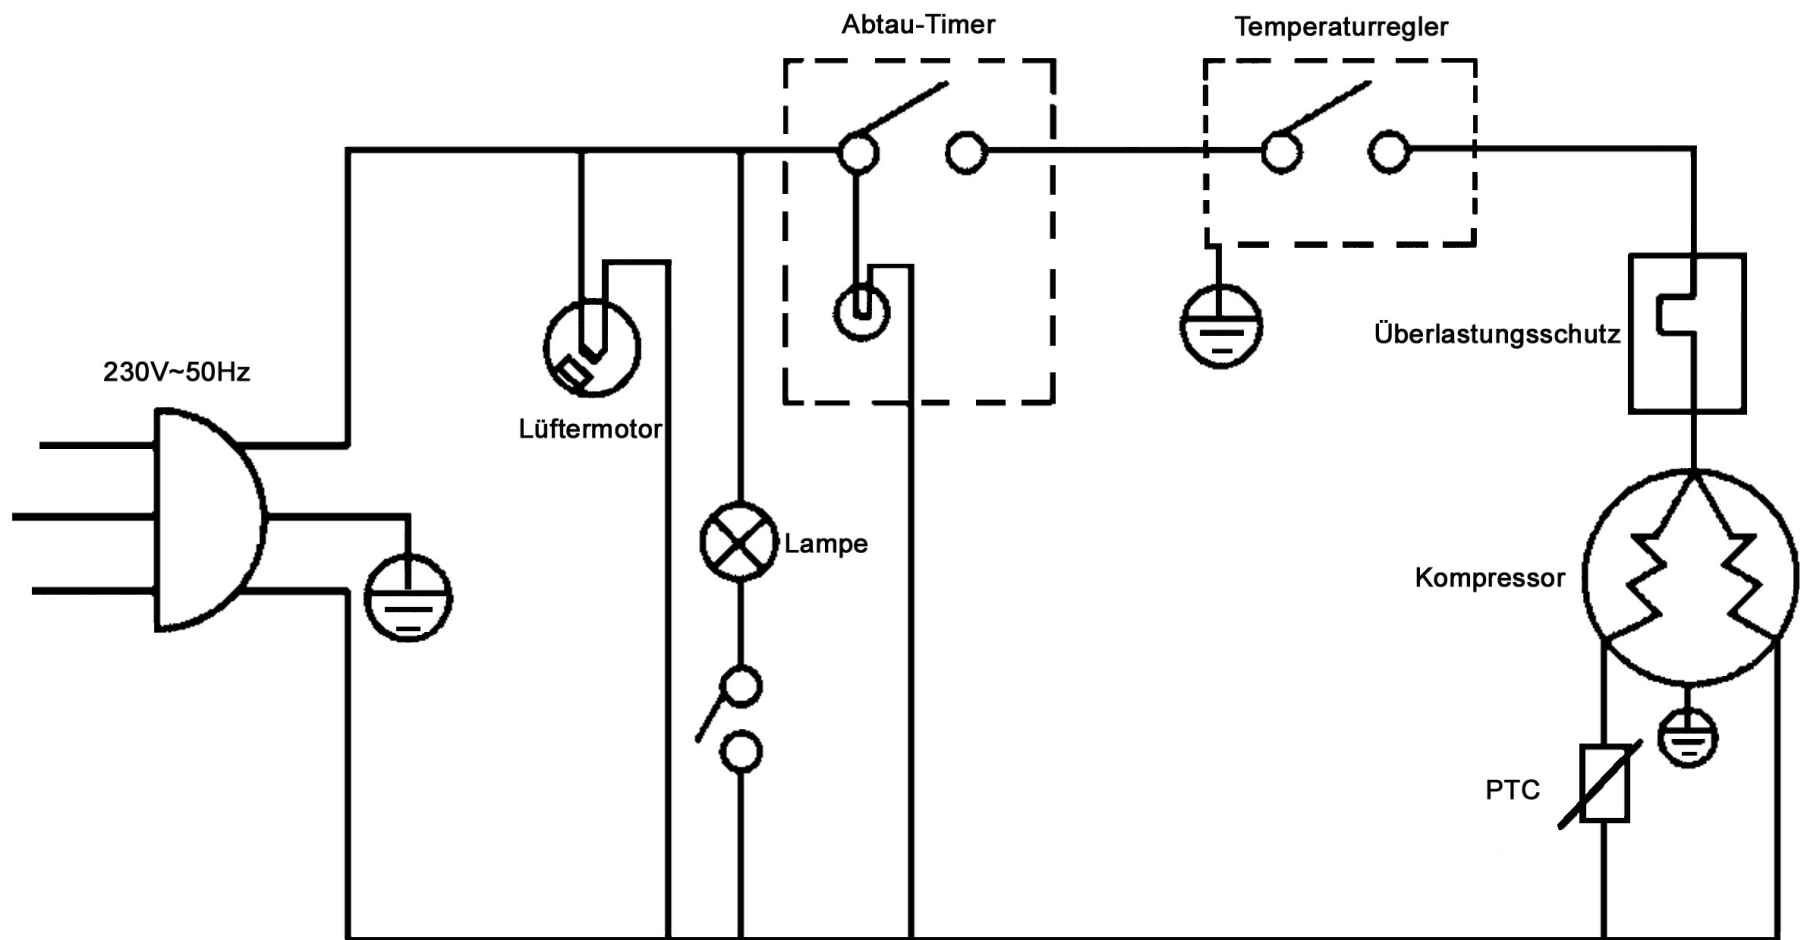 Abtau-Timer
Temperaturregler
Überlastungsschutz
230V~50Hz
Lüftermotor
Lampe
Kompressor
PTC